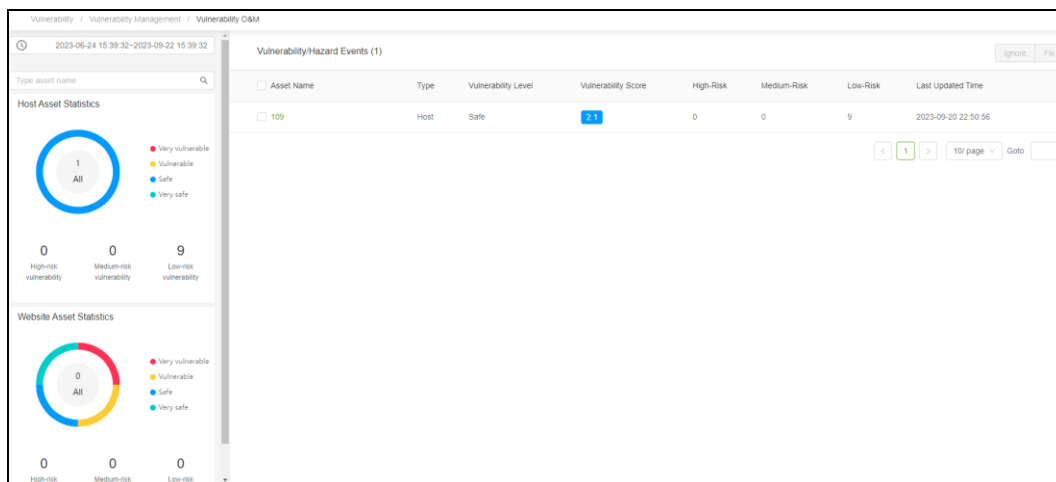 Vulnerability / Vulnerability Management / Vulnerability O&M
2023-06-24 15:39:32~2023-09-22 15:39:32
Type asset name
Host Asset Statistics
1
All
Very vulnerable
Vulnerable
Safe
Very safe
0 0 9
High-risk vulnerability Medium-risk vulnerability Low-risk vulnerability
Website Asset Statistics
0
All
Very vulnerable
Vulnerable
Safe
Very safe
0 0 0
High-risk Medium-risk Low-risk
Vulnerability/Hazard Events (1)
Ignore
Asset Name Type Vulnerability Level Vulnerability Score High-Risk Medium-Risk Low-Risk Last Updated Time
109 Host Safe 2.1 0 0 9 2023-09-20 22:50:56
< 1 > 10/ page Goto